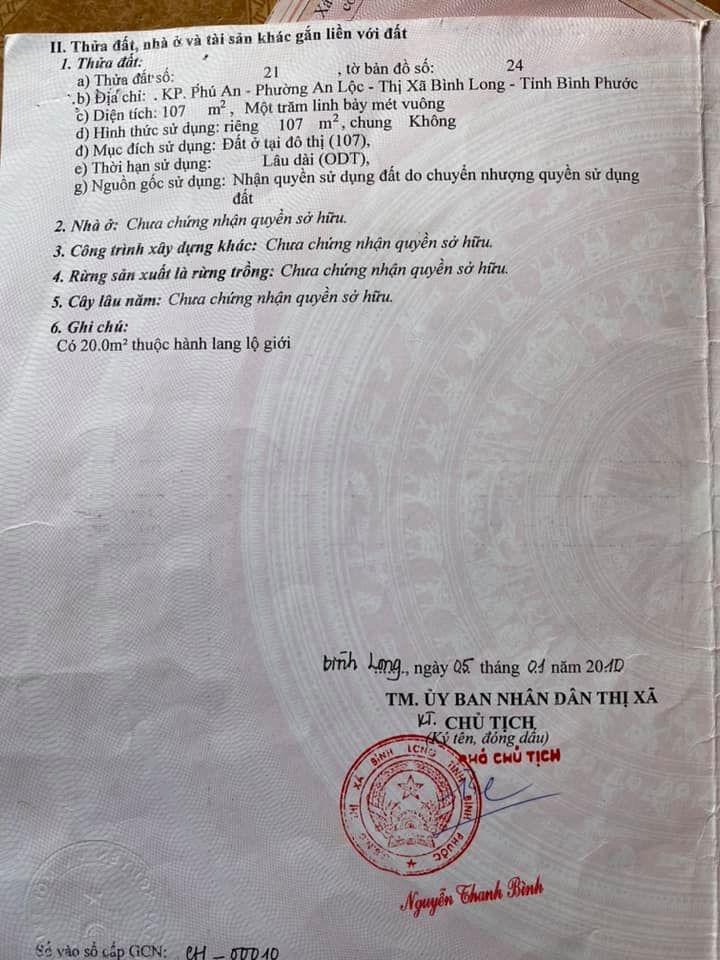 II. Thửa đất, nhà ở và tài sản khác gắn liền với đất
1. Thửa đất:
a) Thửa đất số: 21 , tờ bản đồ số: 24
b) Địa chỉ: . KP. Phú An - Phường An Lộc - Thị Xã Bình Long - Tỉnh Bình Phước
c) Diện tích: 107 m², Một trăm linh bảy mét vuông
d) Hình thức sử dụng: riêng 107 m², chung Không
đ) Mục đích sử dụng: Đất ở tại đô thị (107),
e) Thời hạn sử dụng: Lâu dài (ODT),
g) Nguồn gốc sử dụng: Nhận quyền sử dụng đất do chuyển nhượng quyền sử dụng
đất
2. Nhà ở: Chưa chứng nhận quyền sở hữu.
3. Công trình xây dựng khác: Chưa chứng nhận quyền sở hữu.
4. Rừng sản xuất là rừng trồng: Chưa chứng nhận quyền sở hữu.
5. Cây lâu năm: Chưa chứng nhận quyền sở hữu.
6. Ghi chú:
Có 20.0m² thuộc hành lang lộ giới
Bình Long, ngày 05 tháng 01 năm 2010
TM. ỦY BAN NHÂN DÂN THỊ XÃ
KT. CHỦ TỊCH
(Ký tên, đóng dấu)
PHÓ CHỦ TỊCH
THỊ XÃ BÌNH LONG TỈNH BÌNH PHƯỚC
Nguyễn Thanh Bình
Số vào sổ cấp GCN: CH-00010